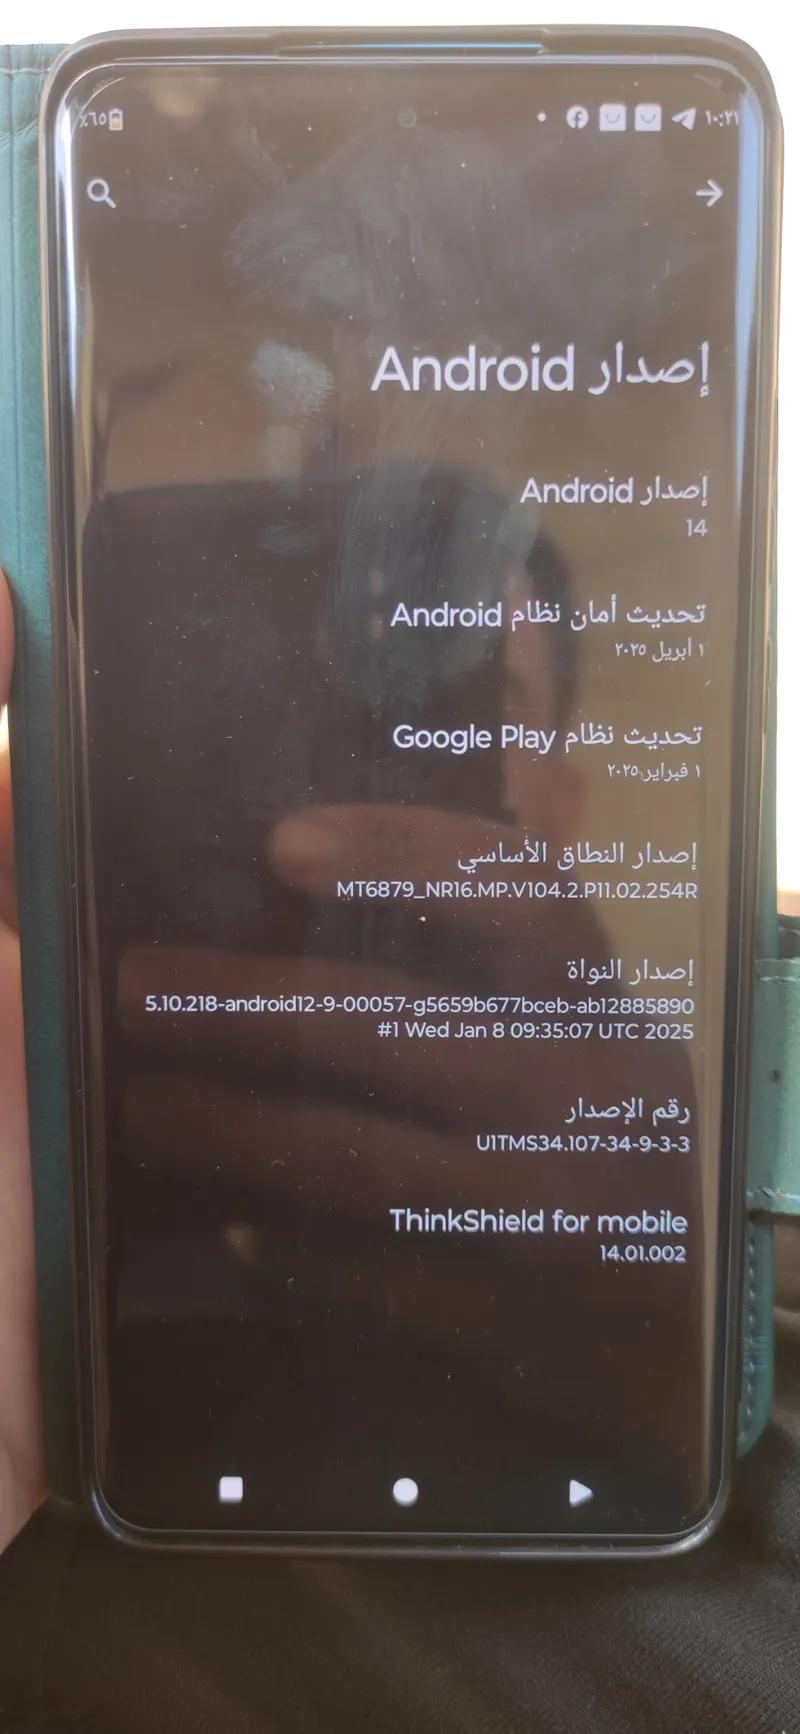 ١٠:٢١
٪٦٥
إصدار Android
إصدار Android
14
تحديث أمان نظام Android
١ أبريل ٢٠٢٥
تحديث نظام Google Play
١ فبراير ٢٠٢٥
إصدار النطاق الأساسي
MT6879_NR16.MP.V104.2.P11.02.254R
إصدار النواة
5.10.218-android12-9-00057-g5659b677bceb-ab12885890
#1 Wed Jan 8 09:35:07 UTC 2025
رقم الإصدار
U1TMS34.107-34-9-3-3
ThinkShield for mobile
14.01.002